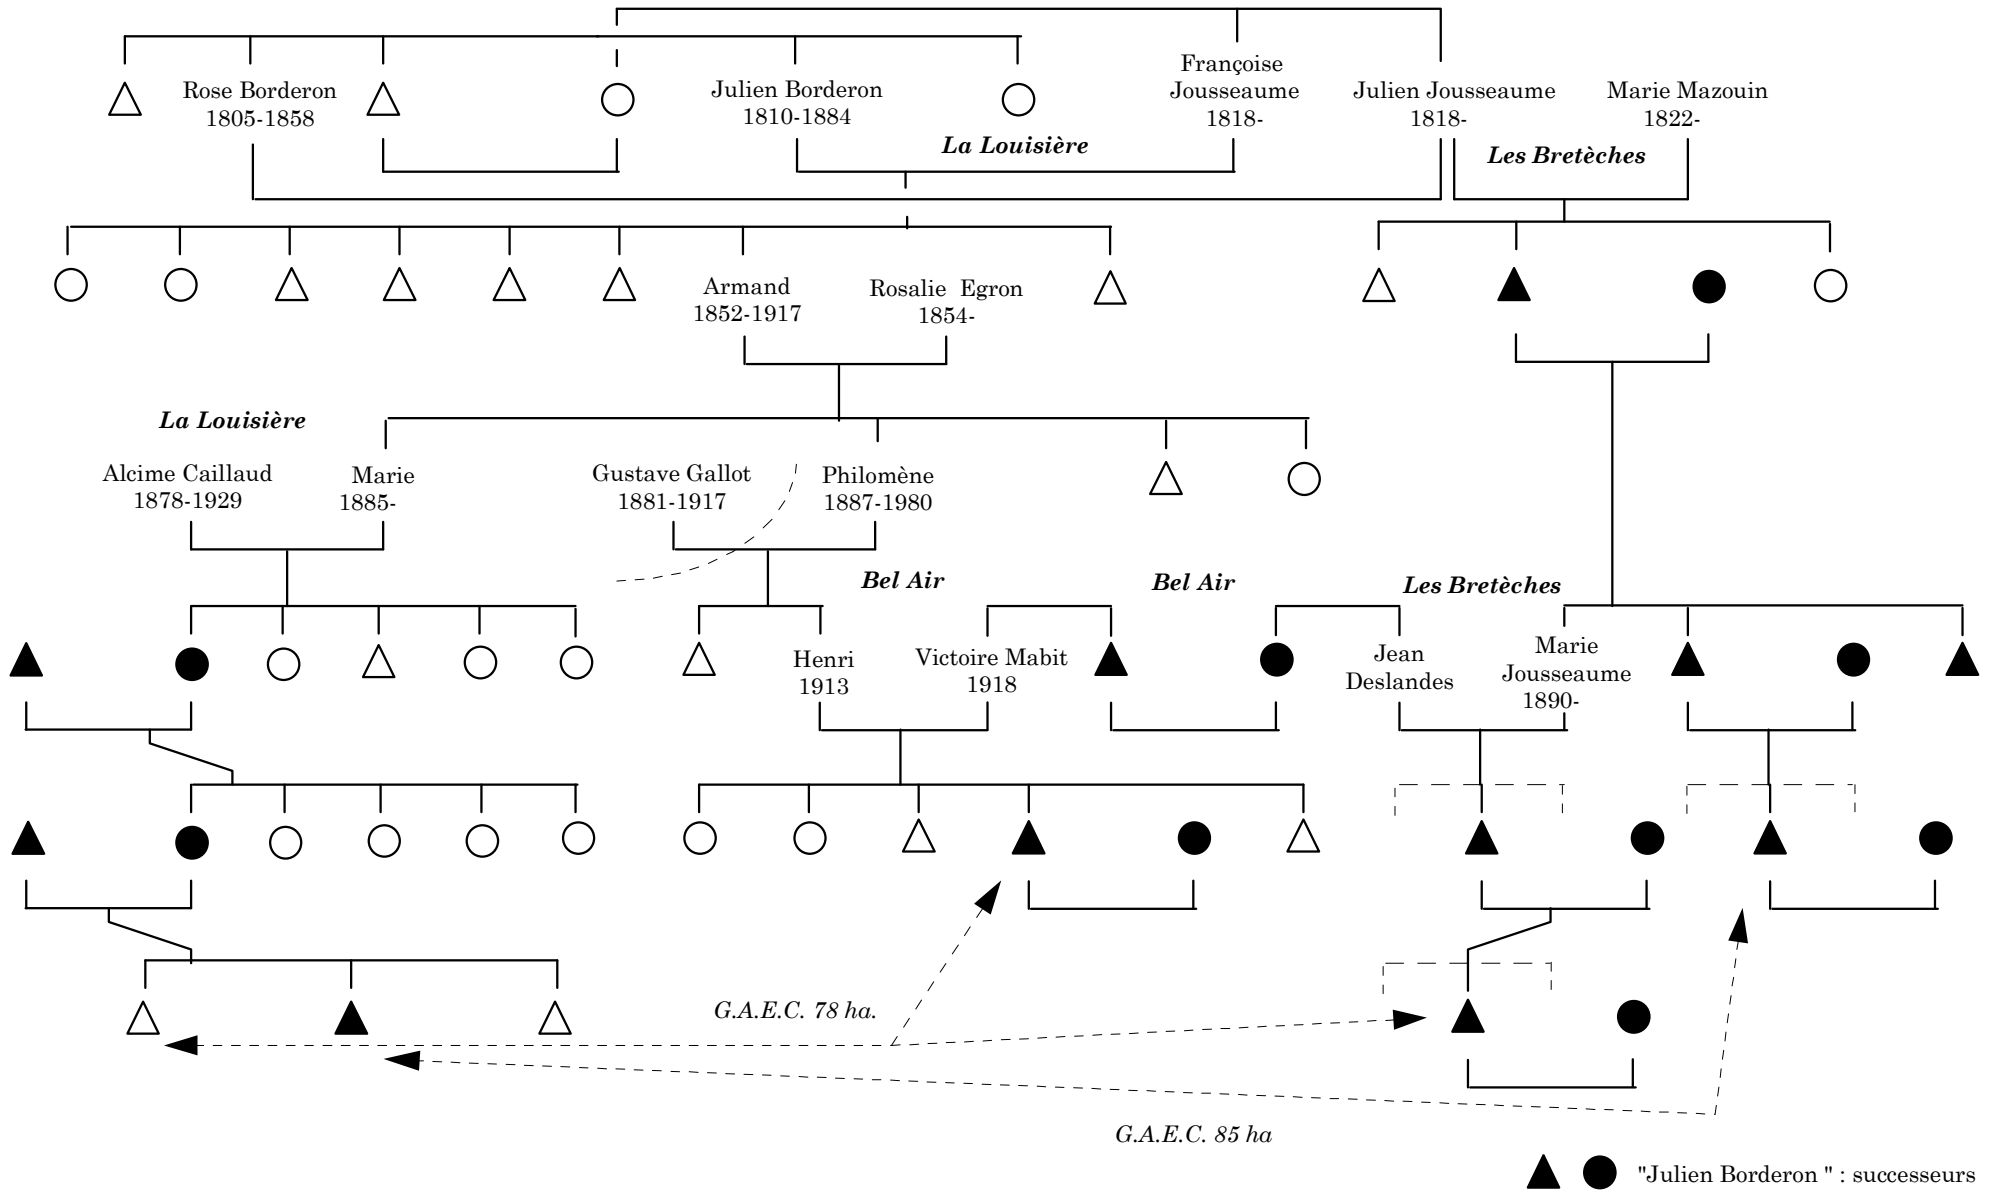 Françoise
Jousseaume
1818-
Rose Borderon
1805-1858
Julien Borderon
1810-1884
Julien Jousseaume
1818-
Marie Mazouin
1822-
La Louisière
Les Bretèches
Armand
1852-1917
Rosalie Egron
1854-
La Louisière
Alcime Caillaud
1878-1929
Marie
1885-
Gustave Gallot
1881-1917
Philomène
1887-1980
Bel Air
Bel Air
Les Bretèches
Henri
1913
Victoire Mabit
1918
Jean
Deslandes
Marie
Jousseaume
1890-
G.A.E.C. 78 ha.
G.A.E.C. 85 ha
"Julien Borderon " : successeurs